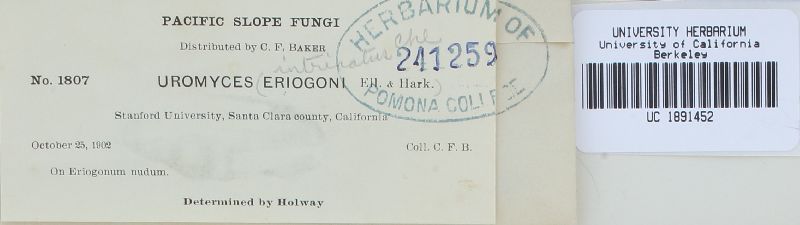 PACIFIC SLOPE FUNGI
Distributed by C. F. BAKER
No. 1807
UROMYCES (ERIOGONI Ell. & Hark.)
intricatus Cke
Stanford University, Santa Clara county, California
October 25, 1902
Coll. C. F. B.
On Eriogonum nudum.
Determined by Holway
HERBARIUM OF
241259
POMONA COLLEGE
UNIVERSITY HERBARIUM
University of California
Berkeley
UC 1891452